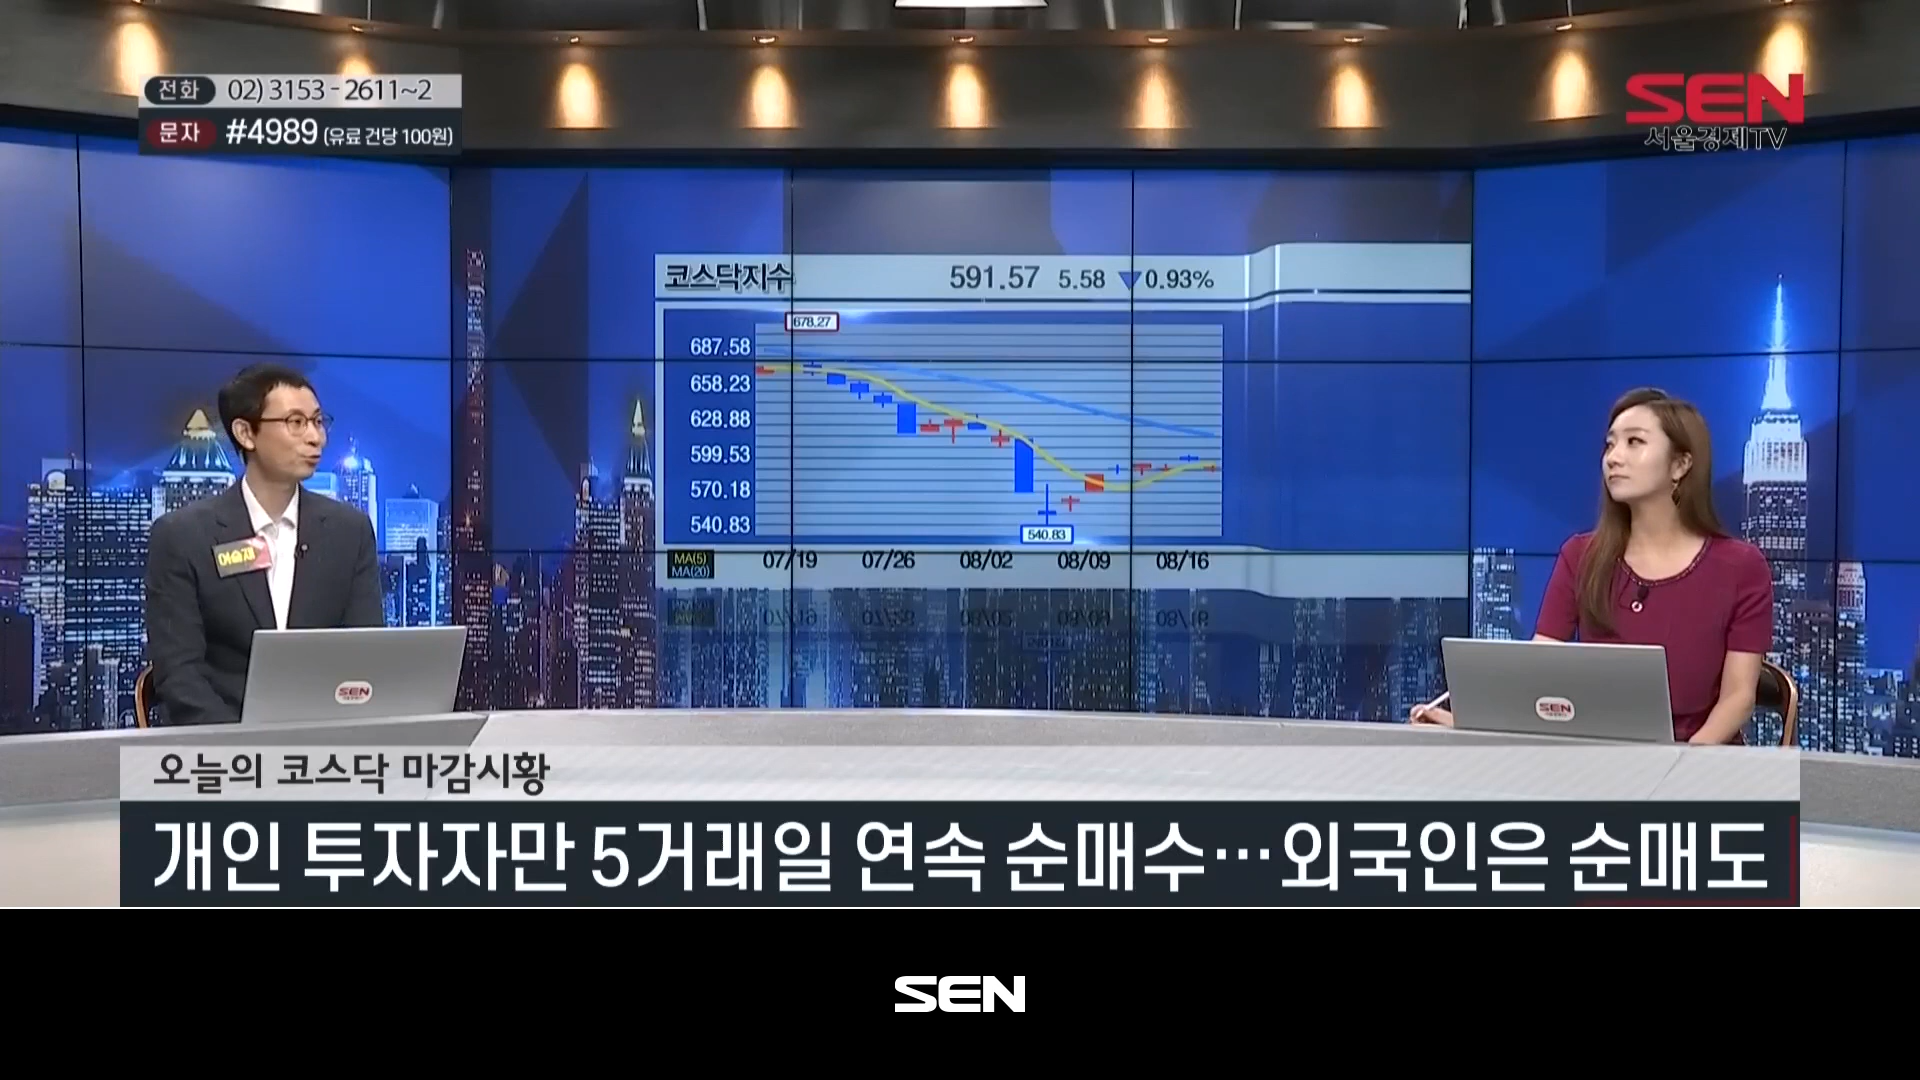 전화 02) 3153-2611~2
문자 #4989 (유료 건당 100원)
SEN
서울경제TV
코스닥지수 591.57 5.58 ▼0.93%
678.27
687.58
658.23
628.88
599.53
570.18
540.83
540.83
MA(5)
MA(20)
07/19 07/26 08/02 08/09 08/16
SEN
SEN
오늘의 코스닥 마감시황
개인 투자자만 5거래일 연속 순매수…외국인은 순매도
SEN